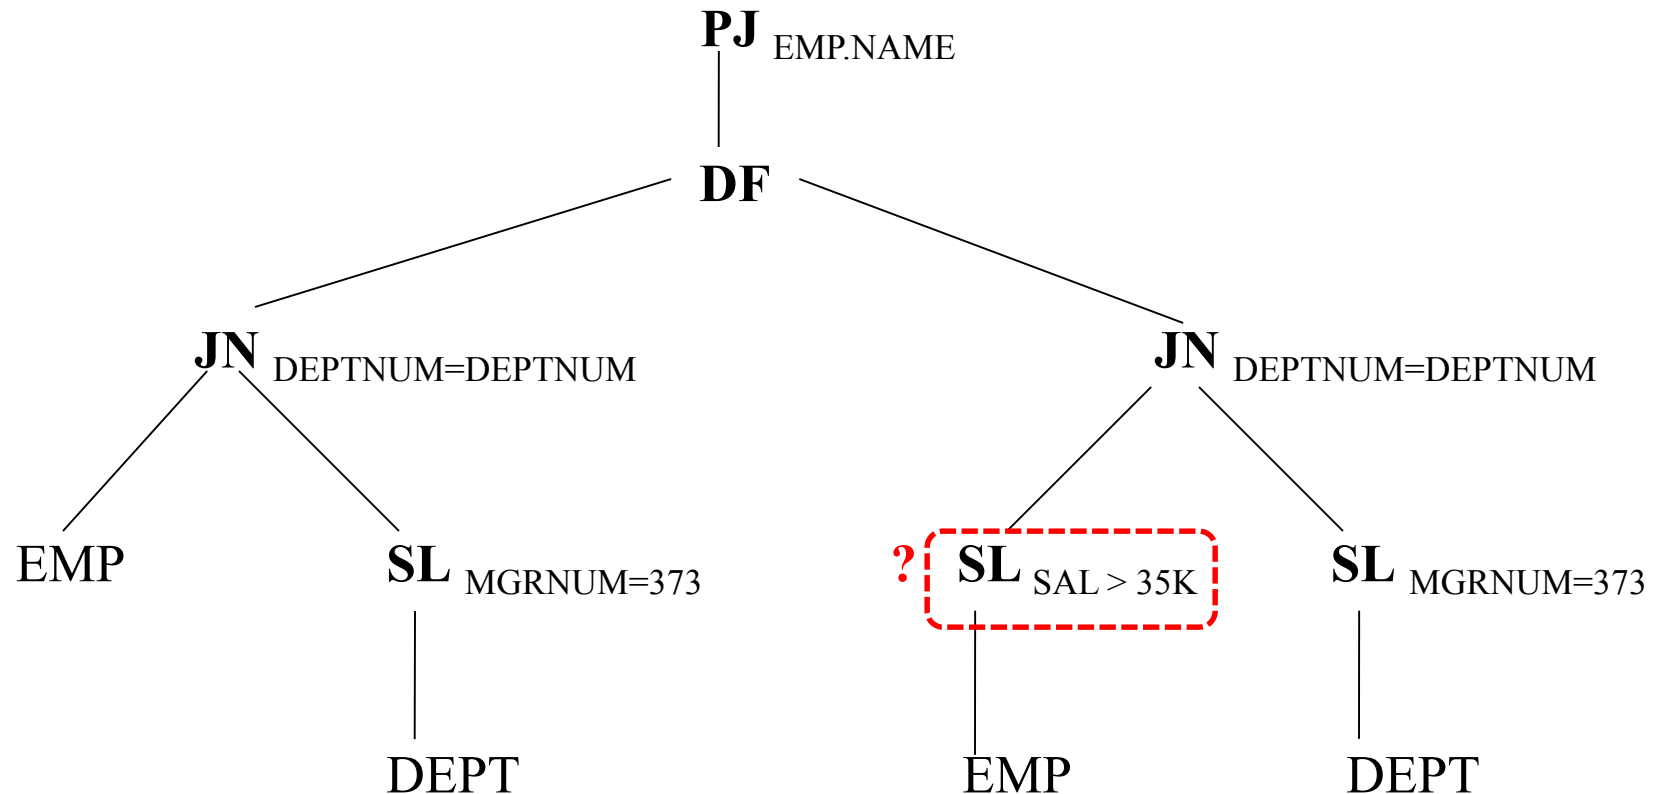 PJ EMP.NAME
DF
JN DEPTNUM=DEPTNUM
JN DEPTNUM=DEPTNUM
EMP
SL MGRNUM=373
? SL SAL > 35K
SL MGRNUM=373
DEPT
EMP
DEPT